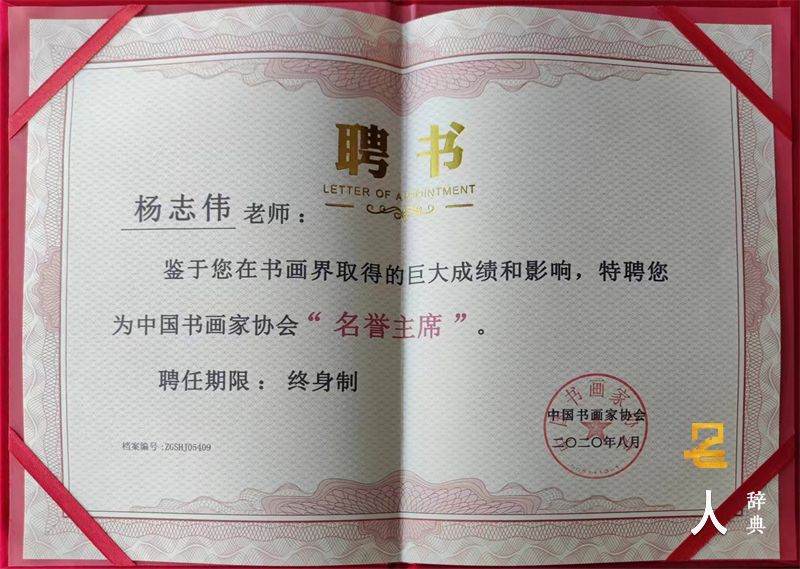 聘书
LETTER OF APPOINTMENT
杨志伟 老师：
鉴于您在书画界取得的巨大成绩和影响，特聘您
为中国书画家协会“名誉主席”。
聘任期限：终身制
中国书画家协会
二〇二〇年八月
档案编号:ZGSHJ05409
名
人
辞典